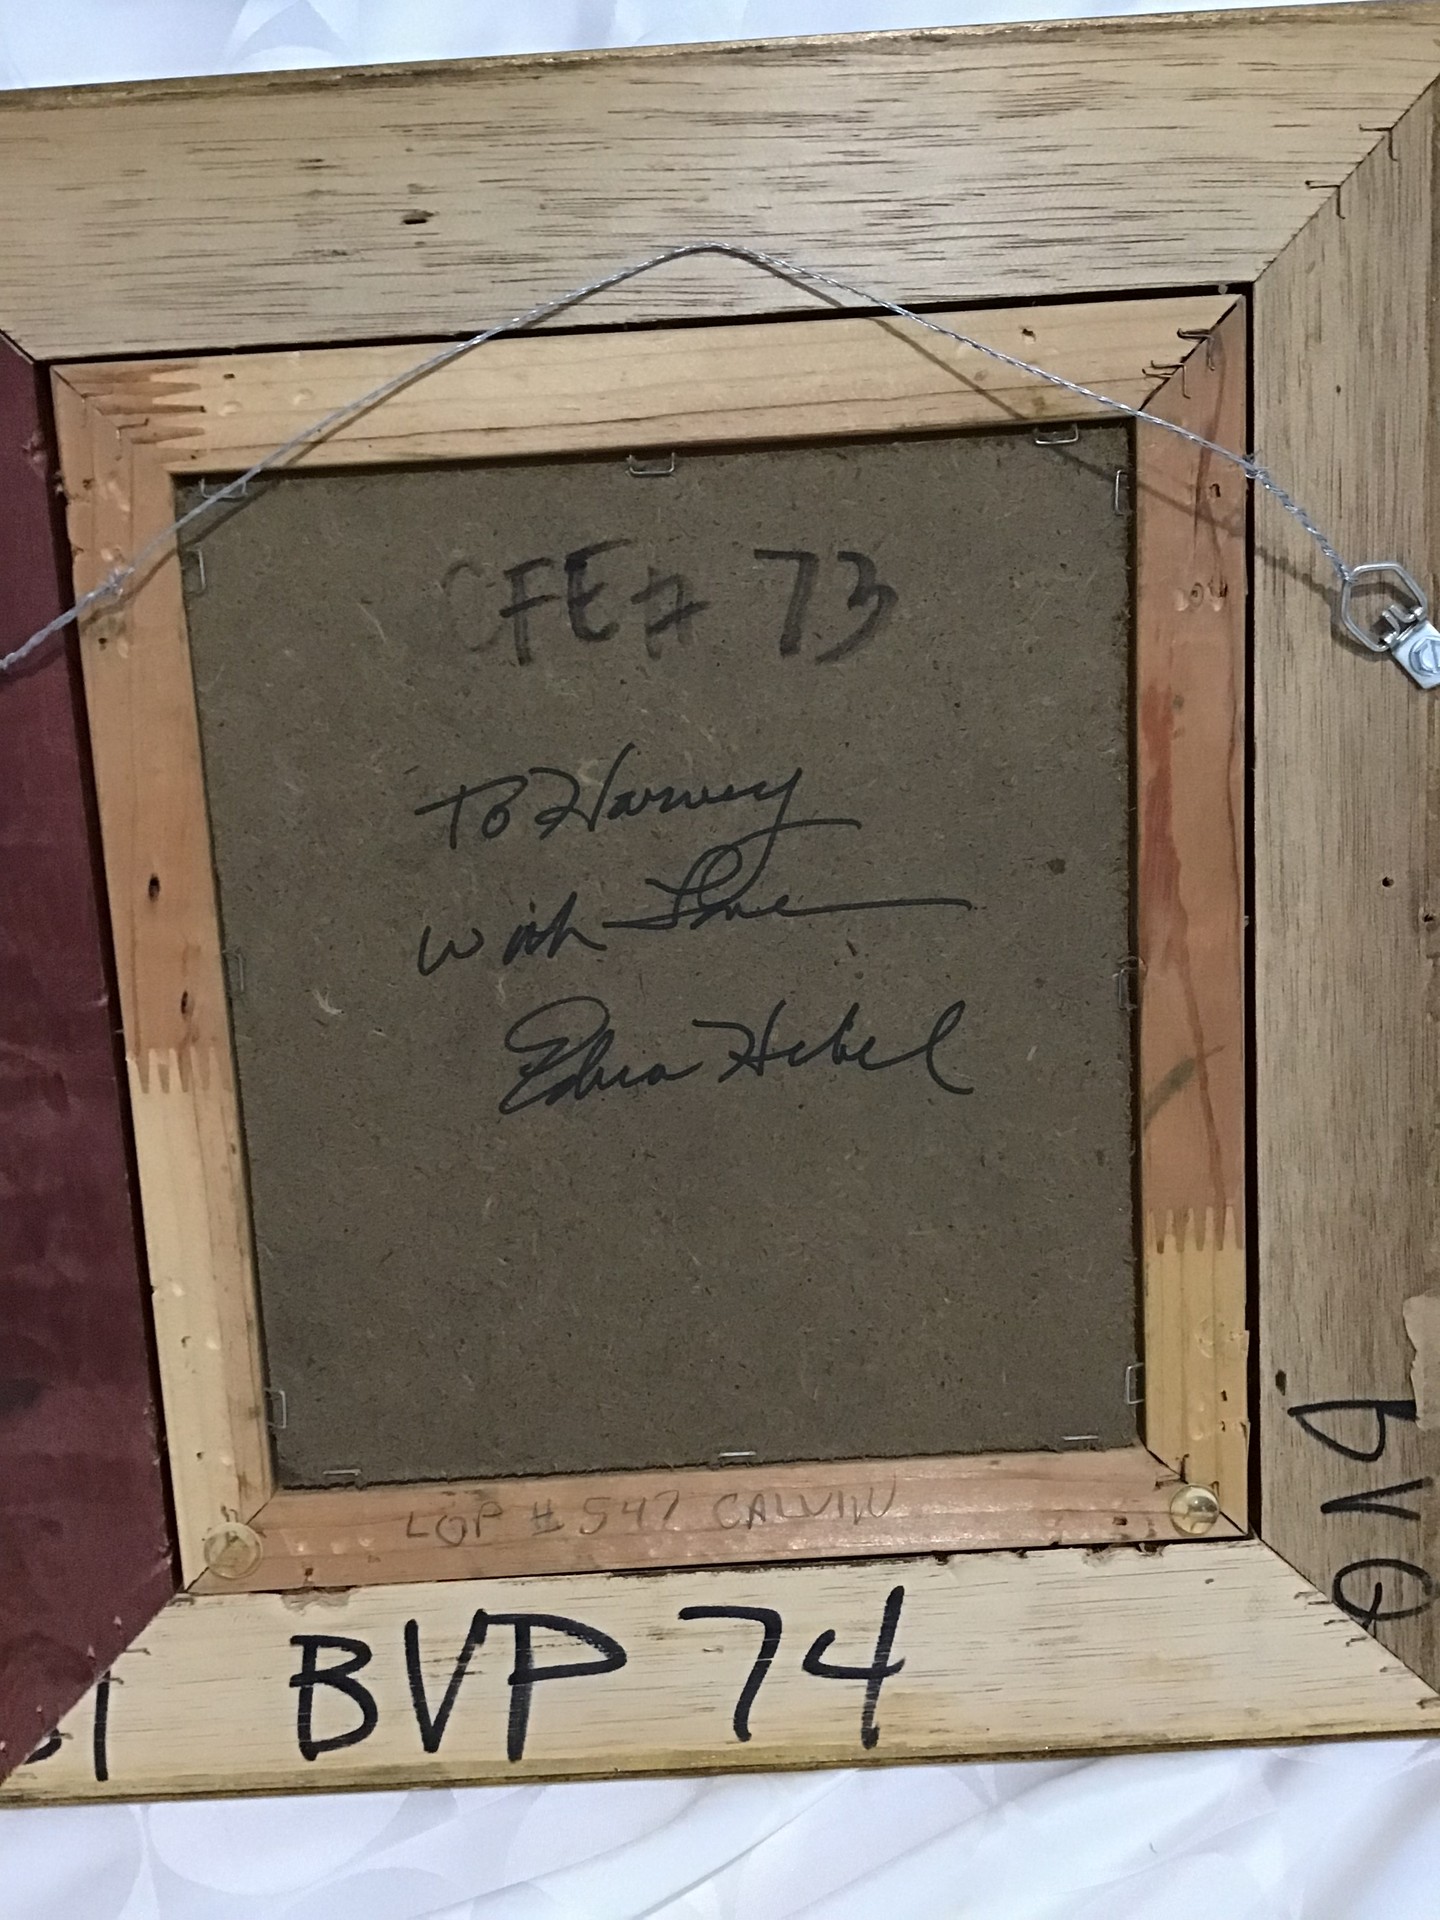 CFE# 73
To Harvey
with Love
Edna Hibel
LOP # 547 CALVIN
BVP 74